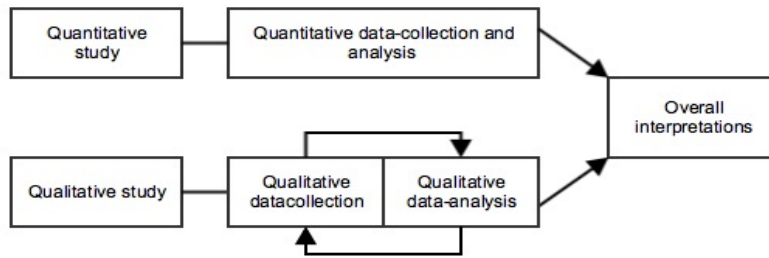 Quantitative
study
Quantitative data-collection and
analysis
Overall
interpretations
Qualitative study
Qualitative
datacollection
Qualitative
data-analysis